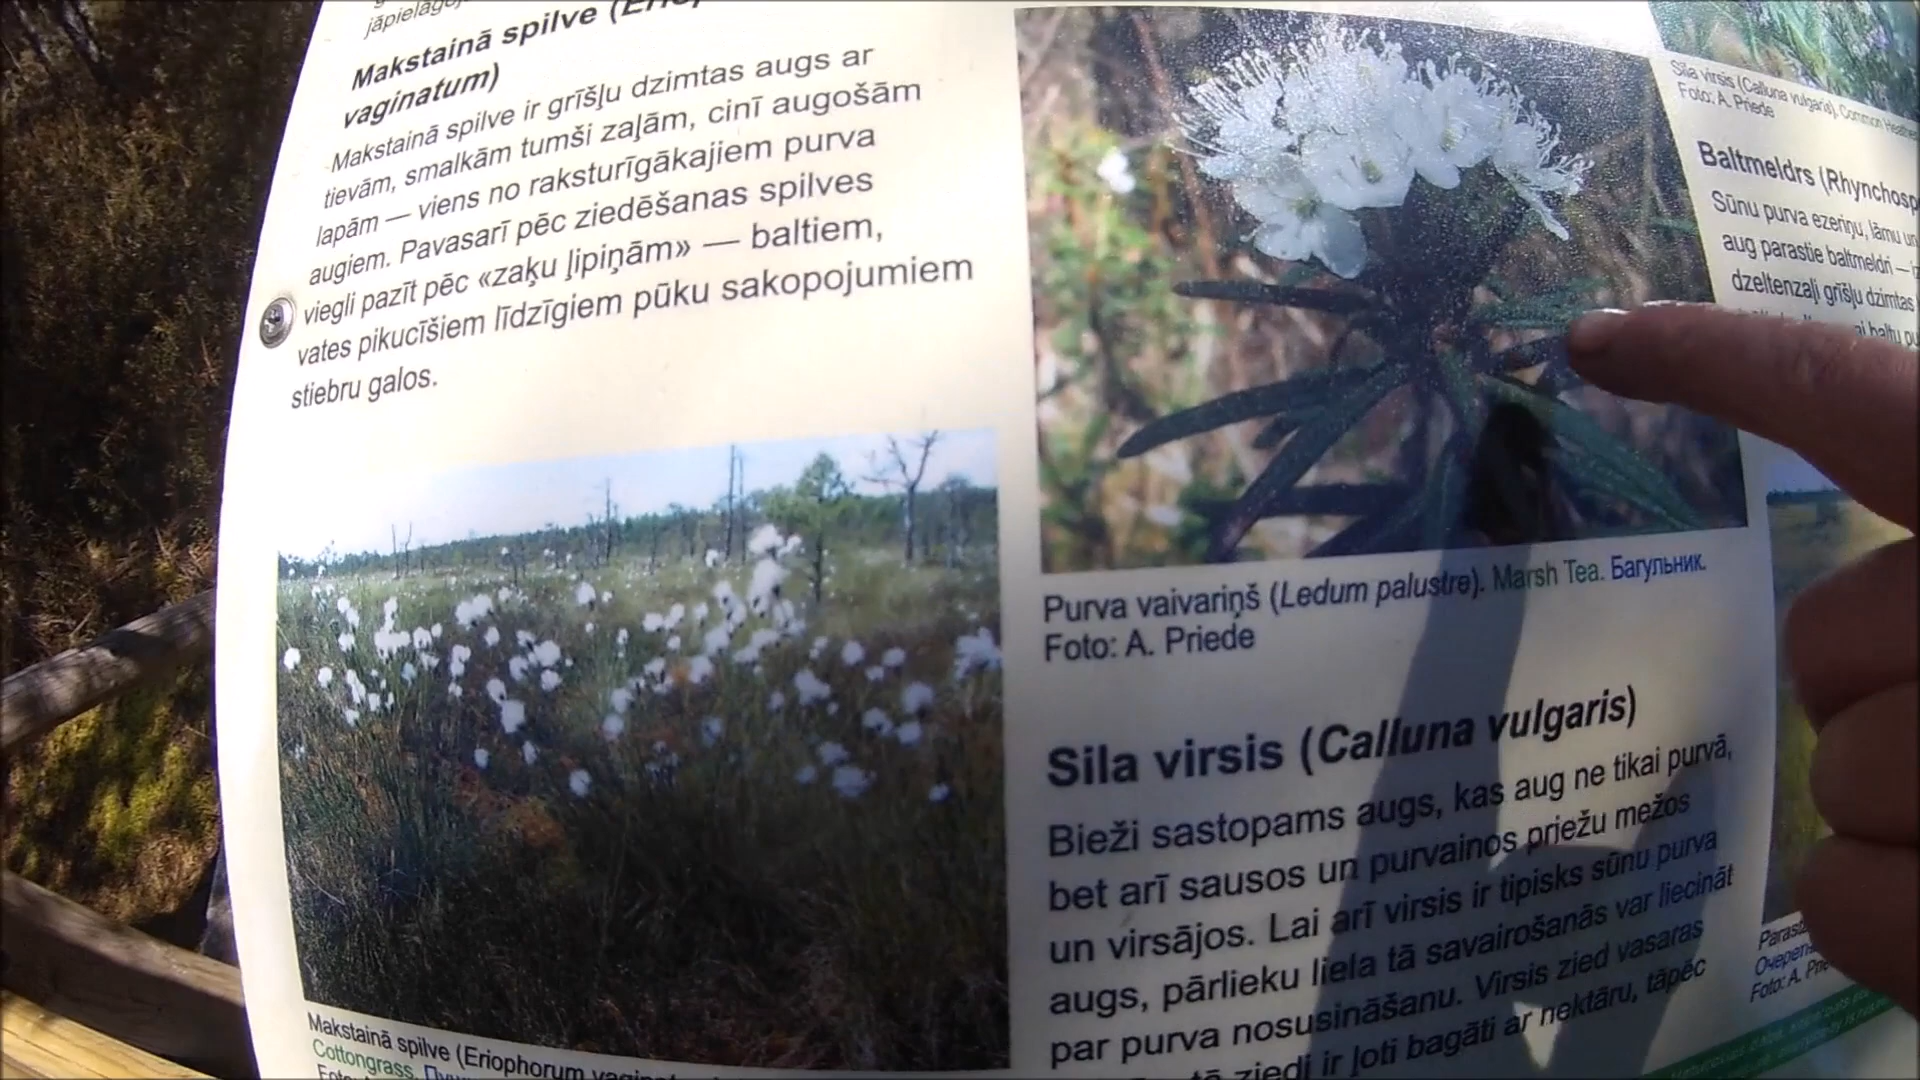 Makstainā spilve
vaginatum)
Makstainā spilve ir grīšļu dzimtas augs ar
tievām, smalkām tumši zaļām, cinī augošām
lapām — viens no raksturīgākajiem purva
augiem. Pavasarī pēc ziedēšanas spilves
viegli pazīt pēc «zaķu ļipiņām» — baltiem,
vates pikucīšiem līdzīgiem pūku sakopojumiem
stiebru galos.
Makstainā spilve (Eriophorum
Cottongrass.
Purva vaivariņš (Ledum palustre). Marsh Tea. Багульник.
Foto: A. Priede
Sila virsis (Calluna vulgaris)
Bieži sastopams augs, kas aug ne tikai purvā,
bet arī sausos un purvainos priežu mežos
un virsājos. Lai arī virsis ir tipisks sūnu purva
augs, pārlieku liela tā savairošanās var liecināt
par purva nosusināšanu. Virsis zied vasaras
ziedi ir ļoti bagāti ar nektāru, tāpēc
Sila virsis (Calluna vulgaris). Common
Foto: A. Priede
Baltmeldrs
Sūnu purva ezeriņu, lāmu
aug parastie baltmeldri —
dzeltenzaļi grīšļu dzimtas
baltu
Foto: A.